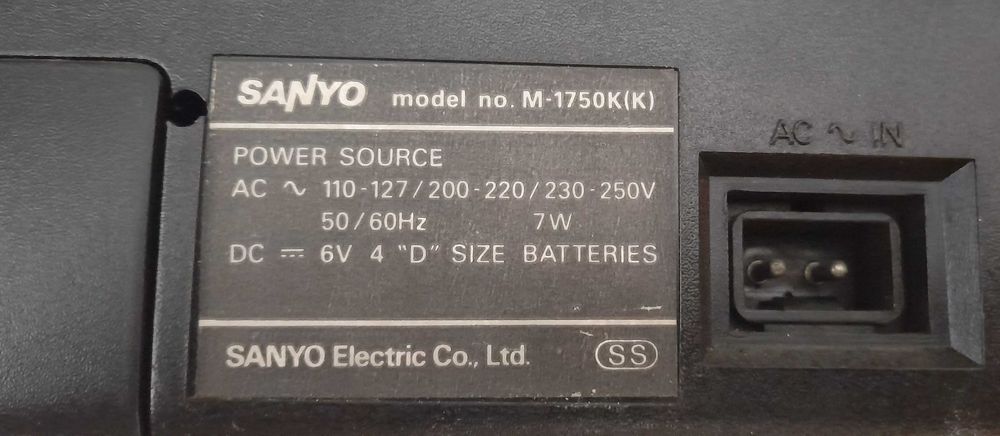 SANYO model no. M-1750K(K)
POWER SOURCE
AC ∿ 110-127/200-220/230-250V
50/60Hz 7W
DC ⎓ 6V 4 "D" SIZE BATTERIES
SANYO Electric Co., Ltd. SS
AC ∿ IN